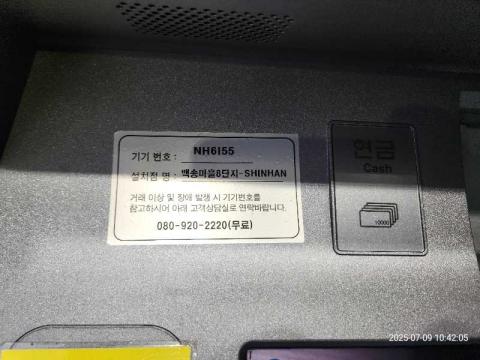 기기 번호 : NH6I55
설치점 명 : 백송마을8단지-SHINHAN
거래 이상 및 장애 발생 시 기기번호를
참고하시어 아래 고객상담실로 연락바랍니다.
080-920-2220(무료)
현금
Cash
10000
2025-07-09 10:42:05